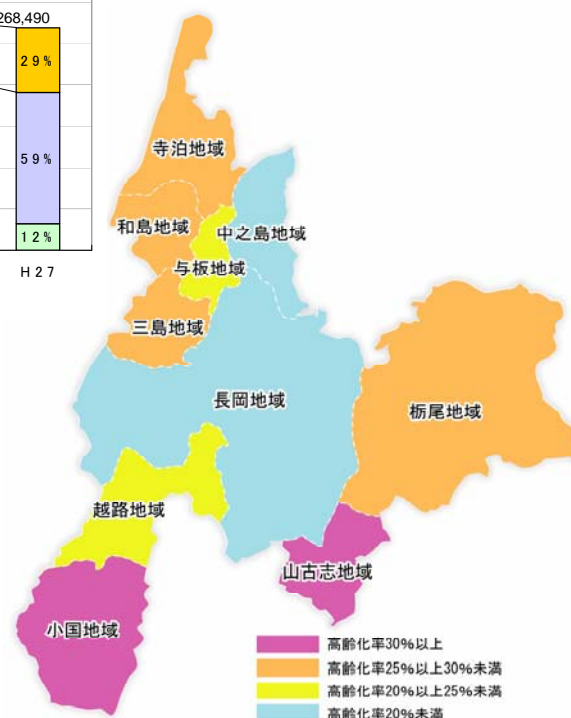 268,490
29%
59%
12%
H27
寺泊地域
和島地域
中之島地域
与板地域
三島地域
長岡地域
栃尾地域
越路地域
山古志地域
小国地域
高齢化率30%以上
高齢化率25%以上30%未満
高齢化率20%以上25%未満
高齢化率20%未満